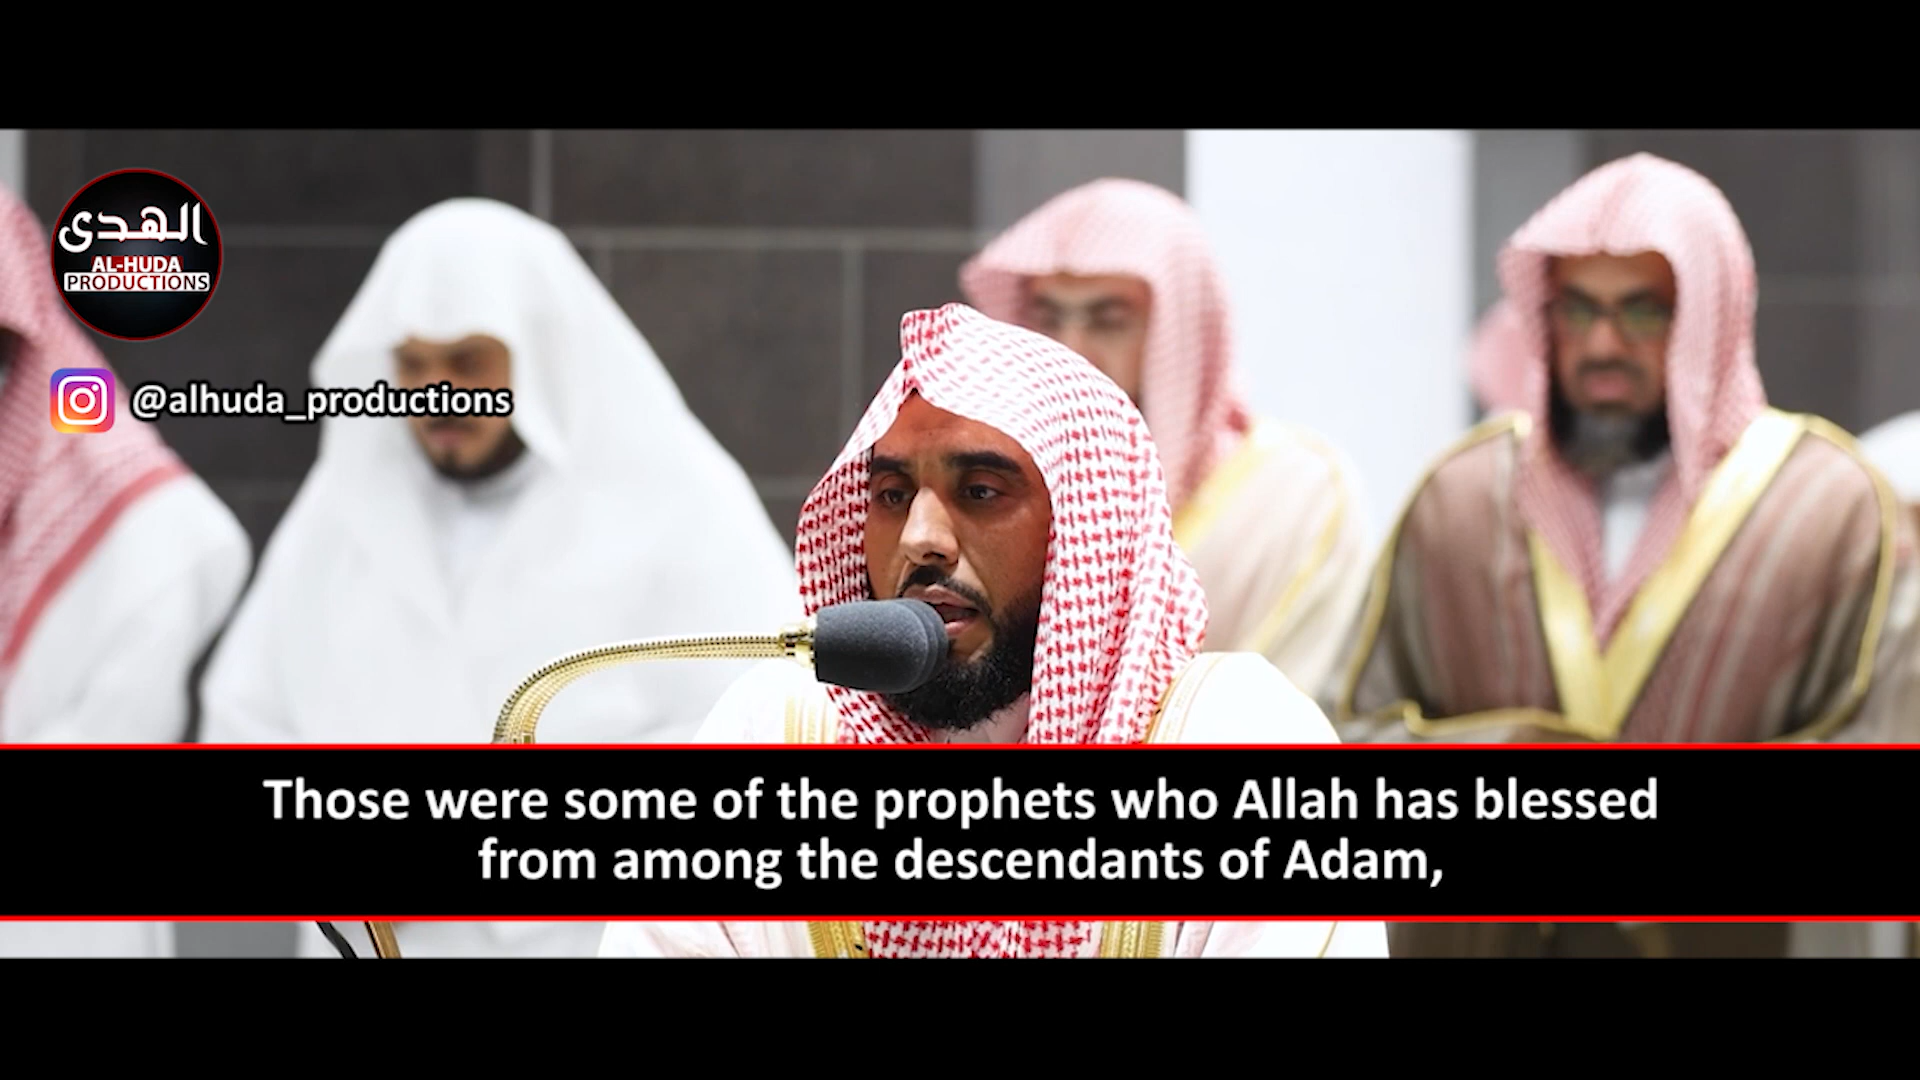 الهدى
AL-HUDA
PRODUCTIONS
@alhuda_productions
Those were some of the prophets who Allah has blessed
from among the descendants of Adam,